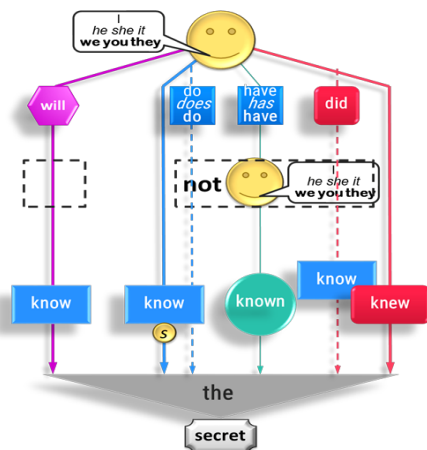 I
he she it
we you they
will
do
does
do
have
has
have
did
not
I
he she it
we you they
know
know
known
know
knew
s
the
secret